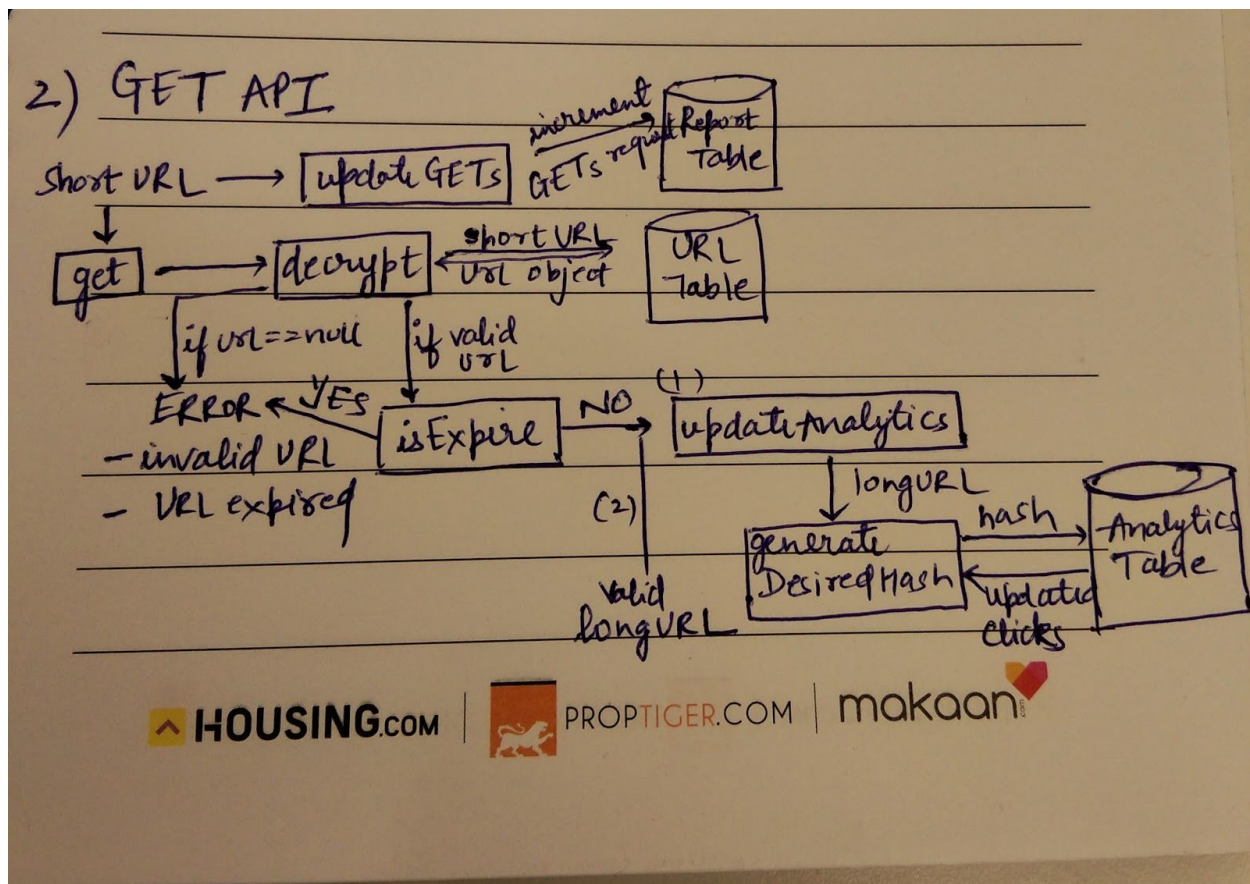 2) GET API
increment
GETs request
Report
Table
Short URL
update GETs
get
decrypt
short URL
url object
URL
Table
if url==null
if valid
url
ERROR
YES
- invalid URL
- URL expired
isExpire
NO
(1)
updateAnalytics
(2)
longURL
valid
longURL
generate
DesiredHash
hash
updated
clicks
Analytics
Table
HOUSING.COM
PROPTIGER.COM
makaan